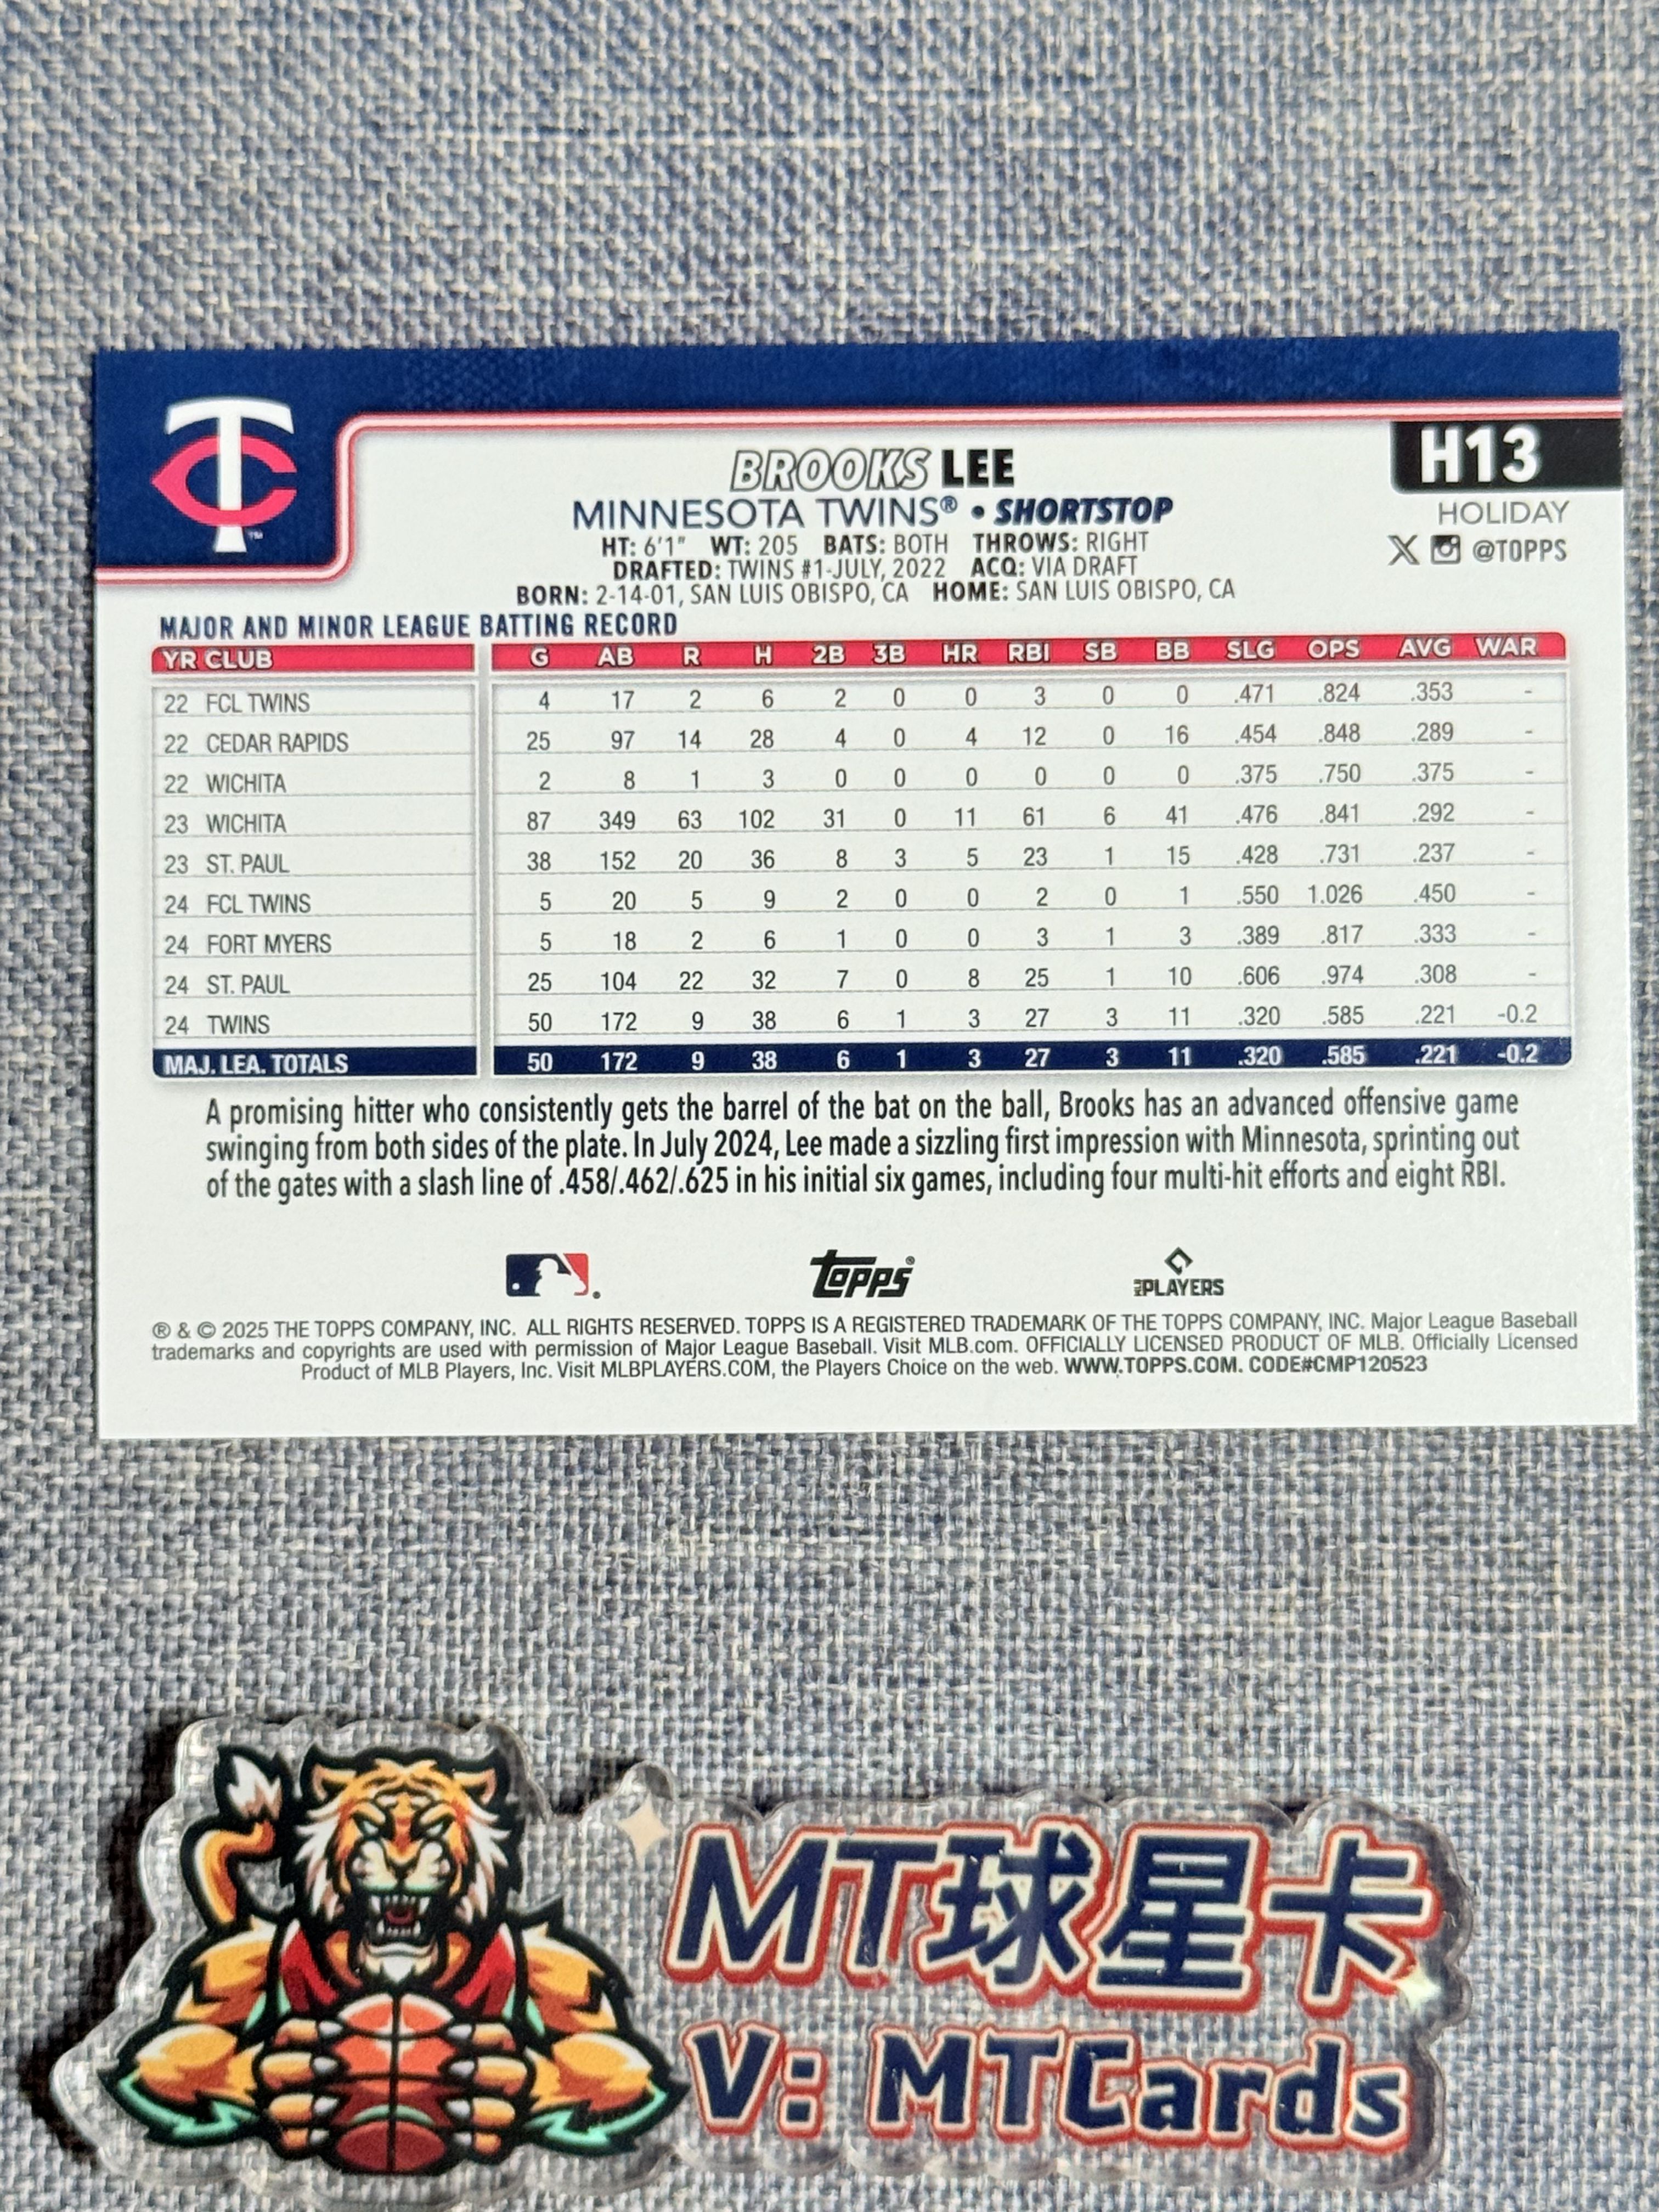 TC™
H13
BROOKS LEE
HOLIDAY
MINNESOTA TWINS® • SHORTSTOP
@TOPPS
HT: 6'1" WT: 205 BATS: BOTH THROWS: RIGHT
DRAFTED: TWINS #1-JULY, 2022 ACQ: VIA DRAFT
BORN: 2-14-01, SAN LUIS OBISPO, CA HOME: SAN LUIS OBISPO, CA
MAJOR AND MINOR LEAGUE BATTING RECORD
YR CLUB G AB R H 2B 3B HR RBI SB BB SLG OPS AVG WAR
22 FCL TWINS 4 17 2 6 2 0 0 3 0 0 .471 .824 .353 -
22 CEDAR RAPIDS 25 97 14 28 4 0 4 12 0 16 .454 .848 .289 -
22 WICHITA 2 8 1 3 0 0 0 0 0 0 .375 .750 .375 -
23 WICHITA 87 349 63 102 31 0 11 61 6 41 .476 .841 .292 -
23 ST. PAUL 38 152 20 36 8 3 5 23 1 15 .428 .731 .237 -
24 FCL TWINS 5 20 5 9 2 0 0 2 0 1 .550 1.026 .450 -
24 FORT MYERS 5 18 2 6 1 0 0 3 1 3 .389 .817 .333 -
24 ST. PAUL 25 104 22 32 7 0 8 25 1 10 .606 .974 .308 -
24 TWINS 50 172 9 38 6 1 3 27 3 11 .320 .585 .221 -0.2
MAJ. LEA. TOTALS 50 172 9 38 6 1 3 27 3 11 .320 .585 .221 -0.2
A promising hitter who consistently gets the barrel of the bat on the ball, Brooks has an advanced offensive game
swinging from both sides of the plate. In July 2024, Lee made a sizzling first impression with Minnesota, sprinting out
of the gates with a slash line of .458/.462/.625 in his initial six games, including four multi-hit efforts and eight RBI.
Topps®
MLB PLAYERS
® & © 2025 THE TOPPS COMPANY, INC. ALL RIGHTS RESERVED. TOPPS IS A REGISTERED TRADEMARK OF THE TOPPS COMPANY, INC. Major League Baseball
trademarks and copyrights are used with permission of Major League Baseball. Visit MLB.com. OFFICIALLY LICENSED PRODUCT OF MLB. Officially Licensed
Product of MLB Players, Inc. Visit MLBPLAYERS.COM, the Players Choice on the web. WWW.TOPPS.COM. CODE#CMP120523
MT球星卡
V: MTCards